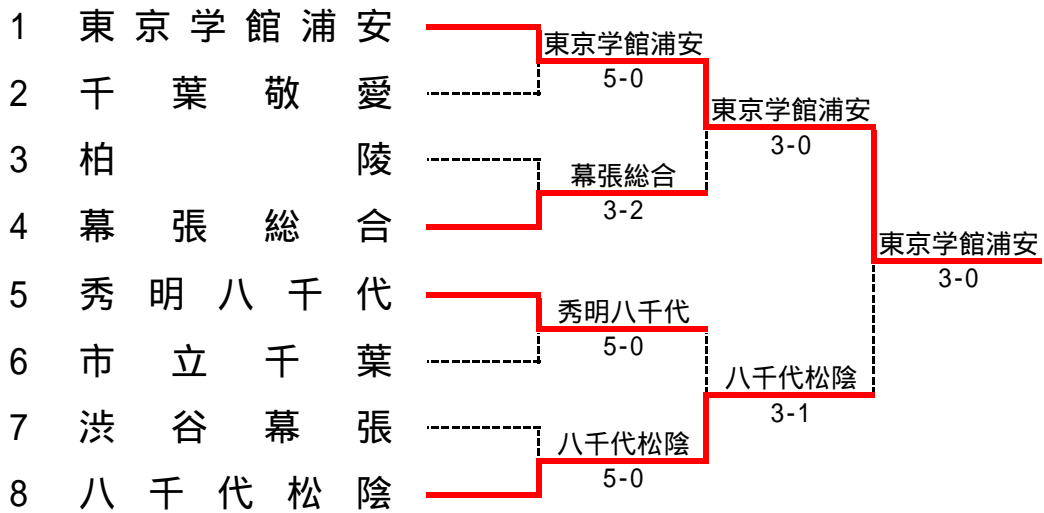 1 東京学館浦安
2 千葉敬愛
3 柏陵
4 幕張総合
5 秀明八千代
6 市立千葉
7 渋谷幕張
8 八千代松陰
東京学館浦安
5-0
幕張総合
3-2
秀明八千代
5-0
八千代松陰
5-0
東京学館浦安
3-0
八千代松陰
3-1
東京学館浦安
3-0